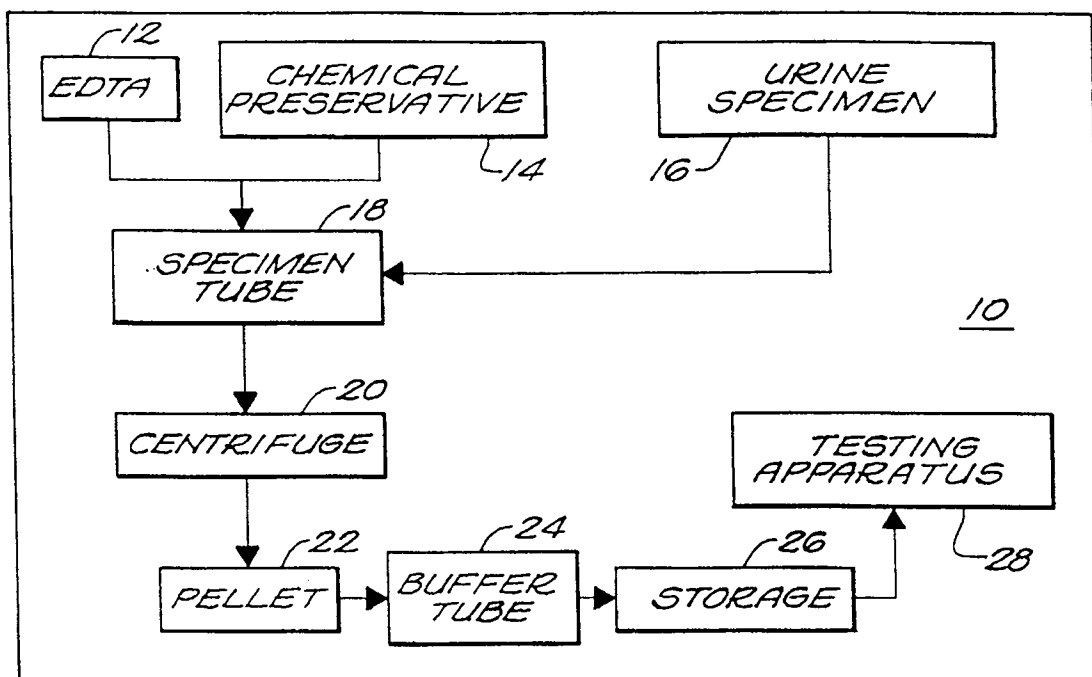 12
EDTA
CHEMICAL
PRESERVATIVE
14
URINE
SPECIMEN
16
18
SPECIMEN
TUBE
10
20
CENTRIFUGE
TESTING
APPARATUS
28
22
PELLET
24
BUFFER
TUBE
26
STORAGE